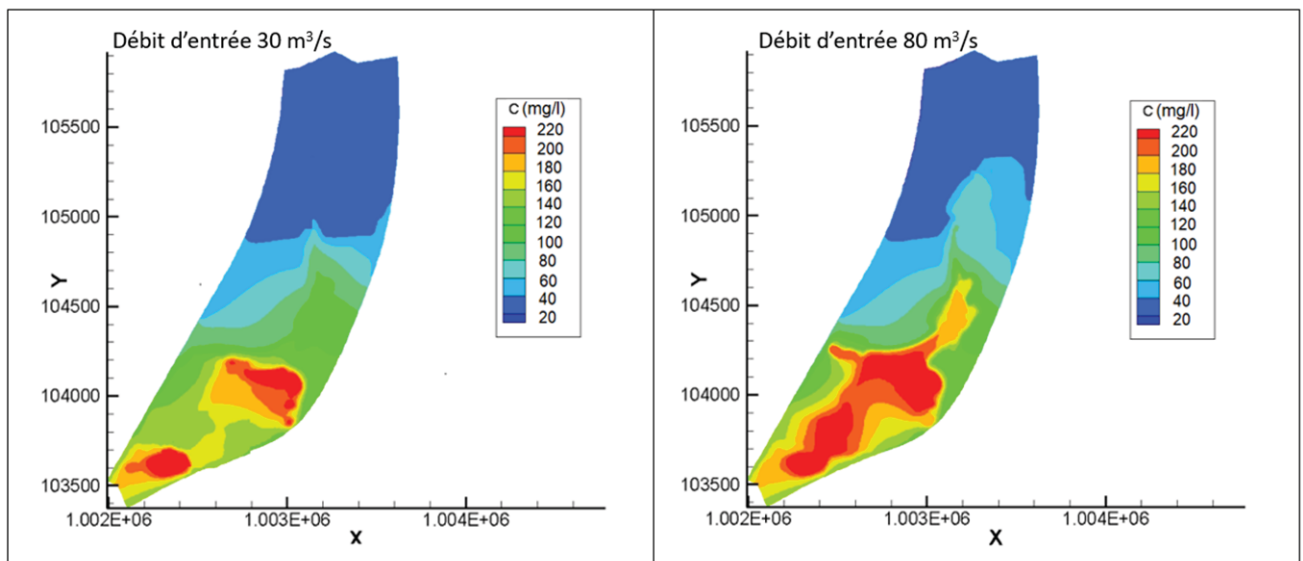 Débit d'entrée 30 m³/s
C (mg/l)
220
200
180
160
140
120
100
80
60
40
20
105500
105000
104500
104000
103500
Y
1.002E+06
1.003E+06
1.004E+06
X
Débit d'entrée 80 m³/s
C (mg/l)
220
200
180
160
140
120
100
80
60
40
20
105500
105000
104500
104000
103500
Y
1.002E+06
1.003E+06
1.004E+06
X